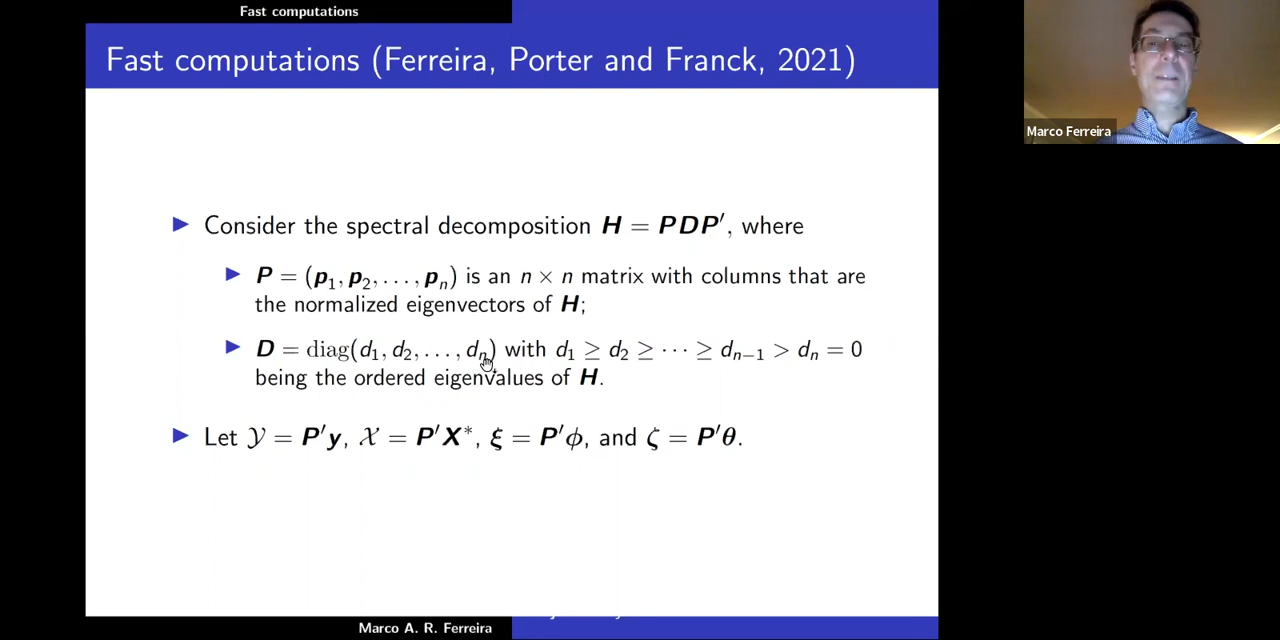 Fast computations
Fast computations (Ferreira, Porter and Franck, 2021)
Marco Ferreira
Consider the spectral decomposition H = PDP′, where
P = (p₁, p₂, . . . , pₙ) is an n × n matrix with columns that are
the normalized eigenvectors of H;
D = diag(d₁, d₂, . . . , dₙ) with d₁ ≥ d₂ ≥ · · · ≥ dₙ₋₁ > dₙ = 0
being the ordered eigenvalues of H.
Let 𝒴 = P′y, 𝒳 = P′X*, ξ = P′ϕ, and ζ = P′θ.
Marco A. R. Ferreira